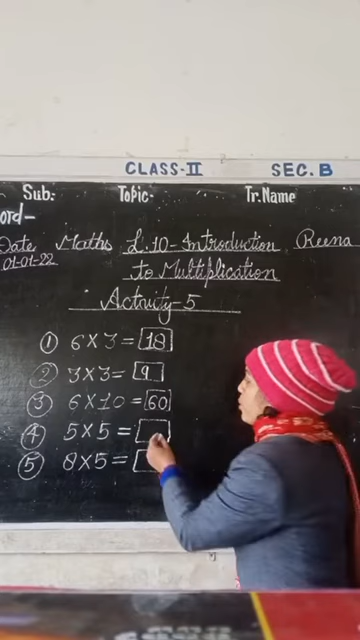 CLASS-II SEC. B
Sub:- Topic:- Tr.Name
ord-
Date Maths L.10- Introduction Reena
01-01-22 to Multiplication
Activity-5
① 6×3= 18
② 3×3= 9
③ 6×10= 60
④ 5×5=
⑤ 8×5=